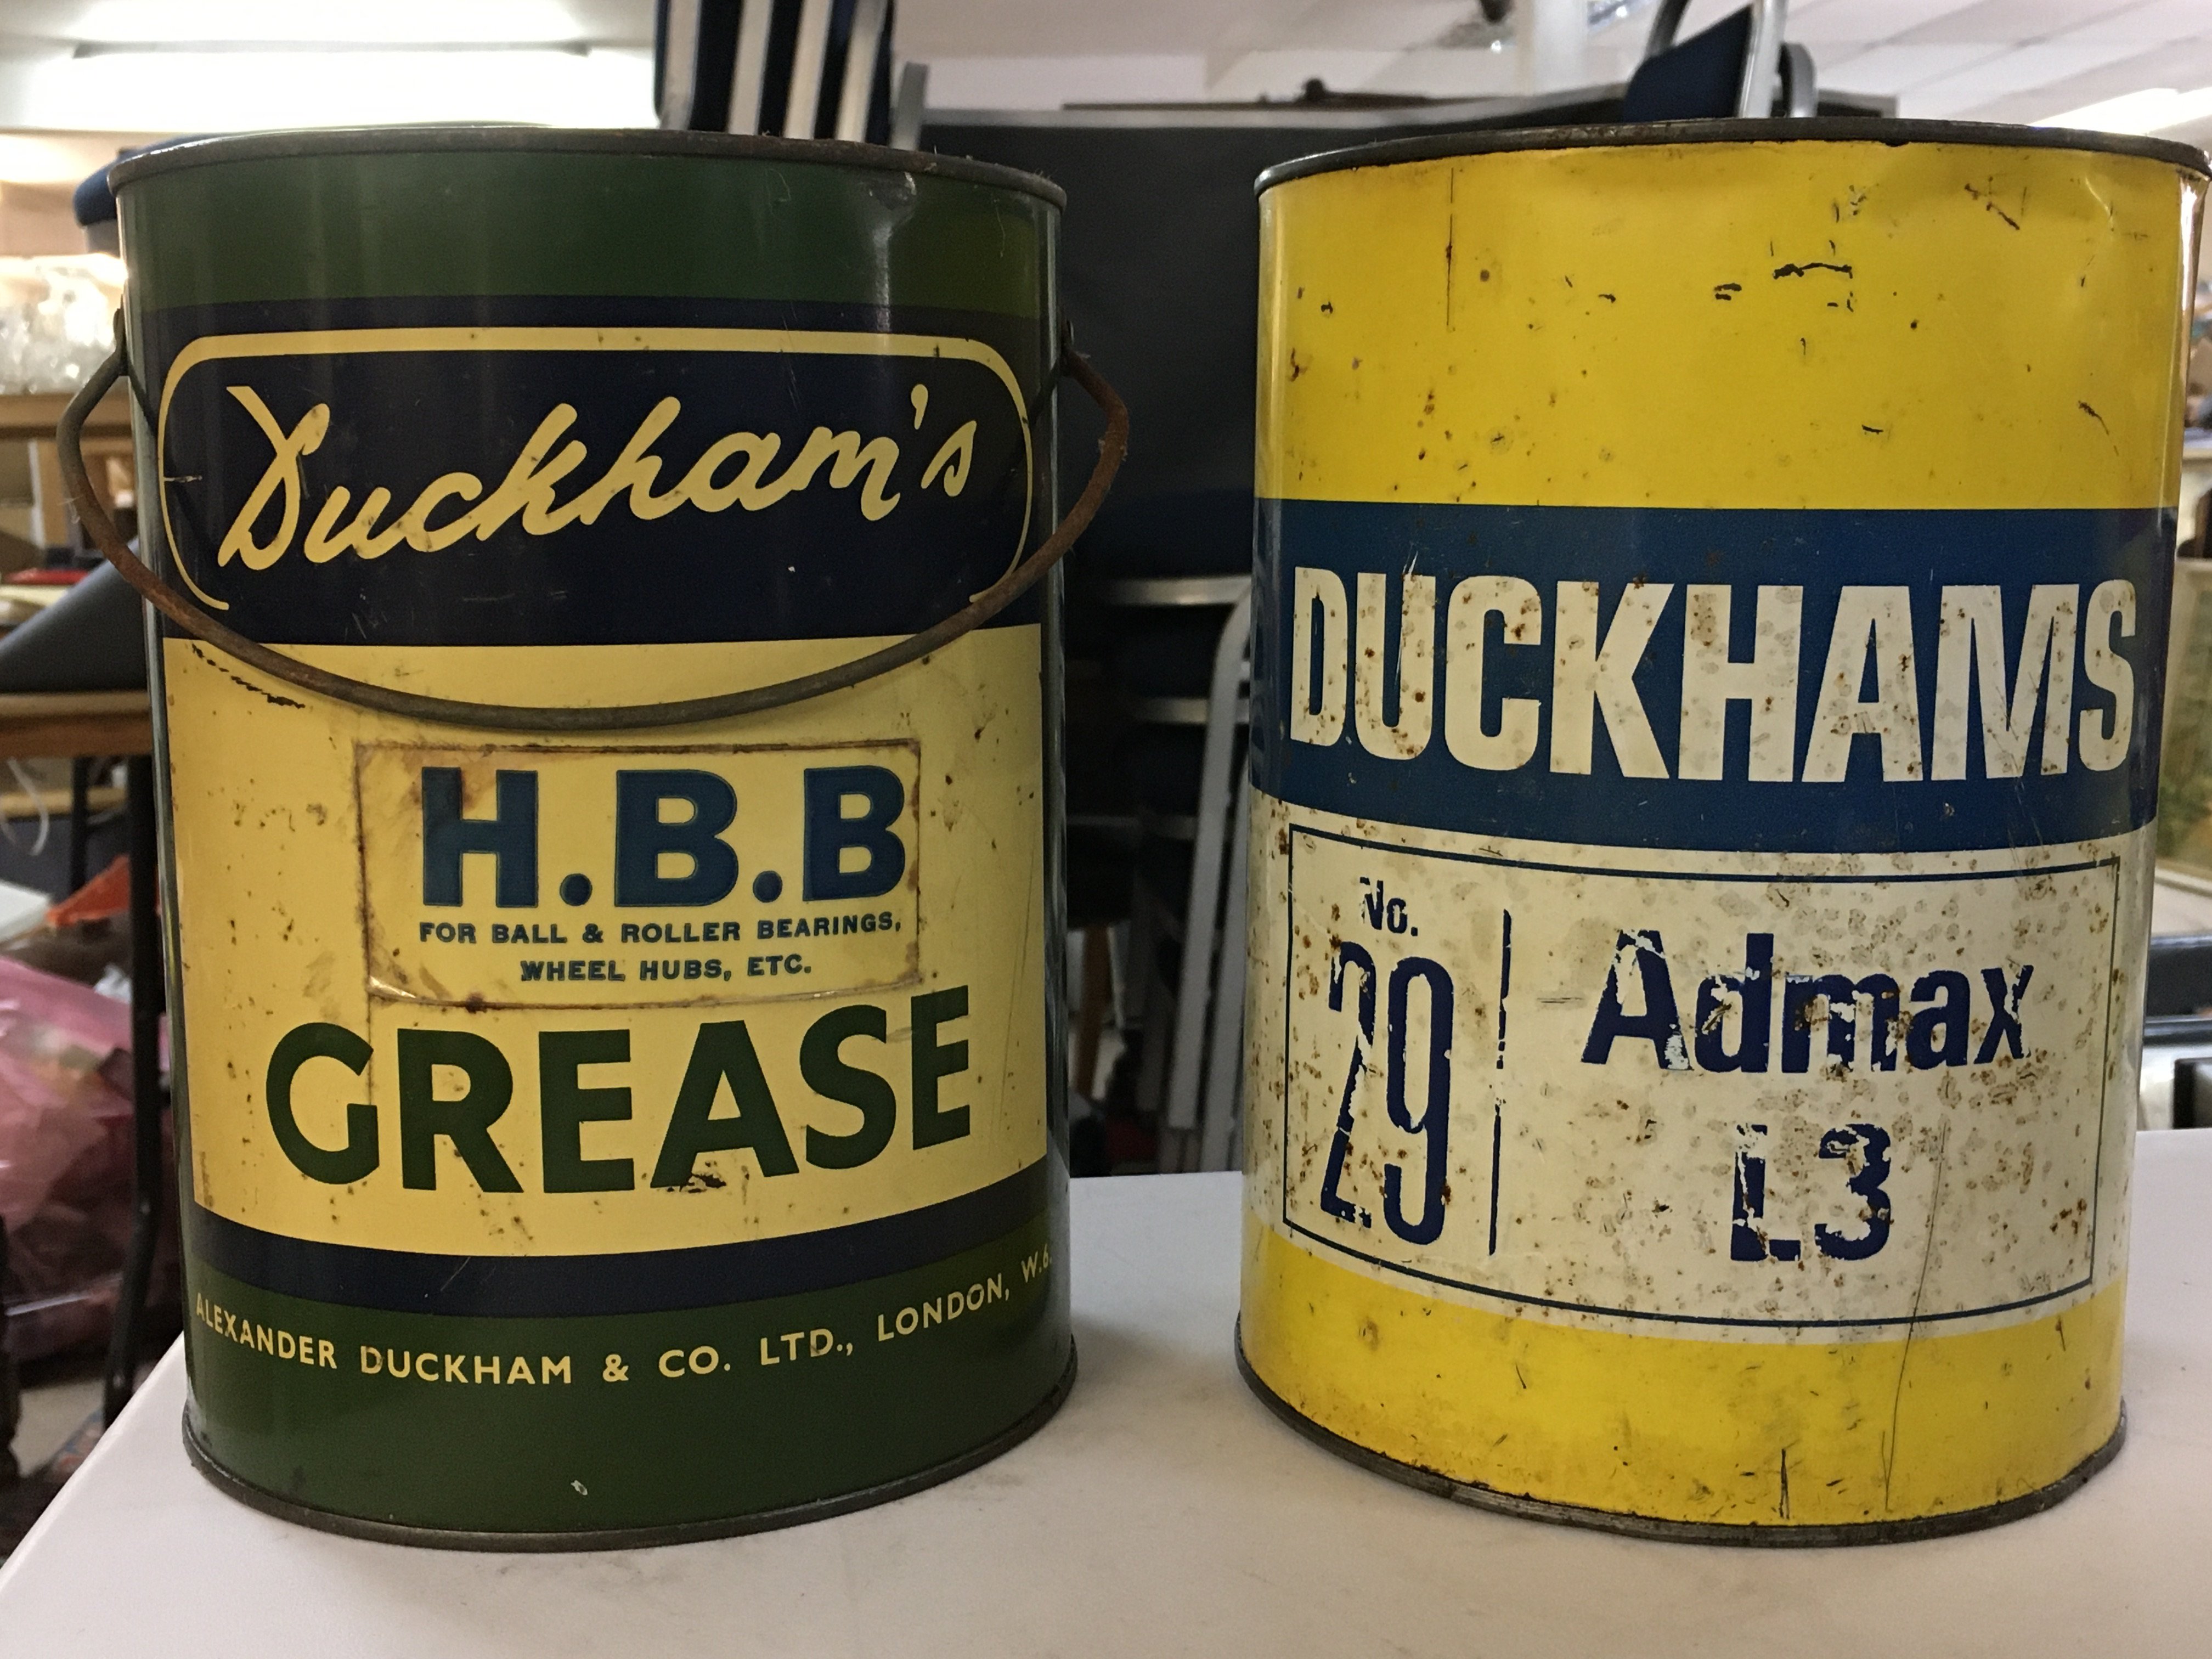 Duckham's
H.B.B
FOR BALL & ROLLER BEARINGS,
WHEEL HUBS, ETC.
GREASE
ALEXANDER DUCKHAM & CO. LTD., LONDON, W.6.
DUCKHAMS
No.
29
Admax
L3